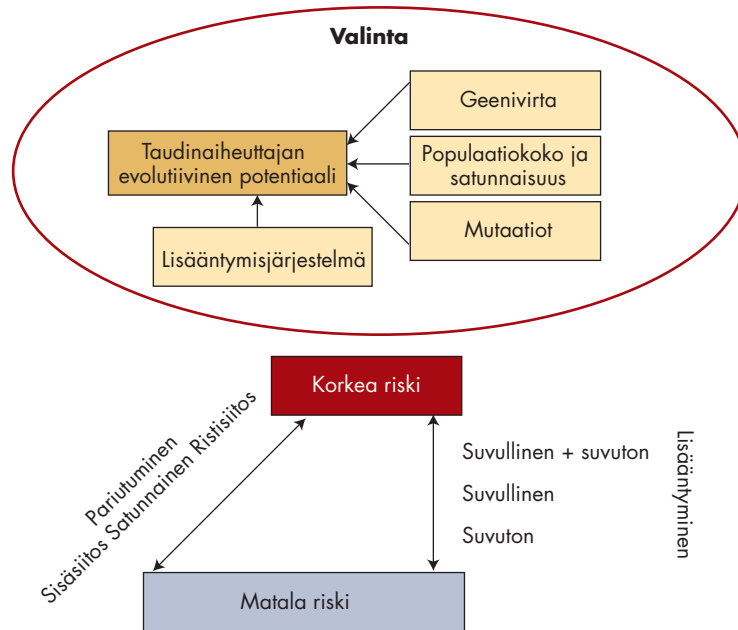 Valinta
Geenivirta
Taudinaiheuttajan
evolutiivinen potentiaali
Populaatiokoko ja
satunnaisuus
Mutaatiot
Lisääntymisjärjestelmä
Korkea riski
Pariutuminen
Sisäsiitos Satunnainen Ristisiitos
Suvullinen + suvuton
Suvullinen
Suvuton
Lisääntyminen
Matala riski